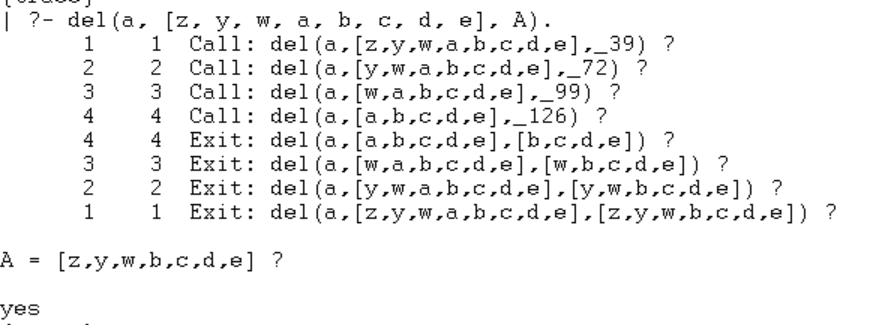 | ?- del(a, [z, y, w, a, b, c, d, e], A).
1 1 Call: del(a,[z,y,w,a,b,c,d,e],_39) ?
2 2 Call: del(a,[y,w,a,b,c,d,e],_72) ?
3 3 Call: del(a,[w,a,b,c,d,e],_99) ?
4 4 Call: del(a,[a,b,c,d,e],_126) ?
4 4 Exit: del(a,[a,b,c,d,e],[b,c,d,e]) ?
3 3 Exit: del(a,[w,a,b,c,d,e],[w,b,c,d,e]) ?
2 2 Exit: del(a,[y,w,a,b,c,d,e],[y,w,b,c,d,e]) ?
1 1 Exit: del(a,[z,y,w,a,b,c,d,e],[z,y,w,b,c,d,e]) ?
A = [z,y,w,b,c,d,e] ?
yes